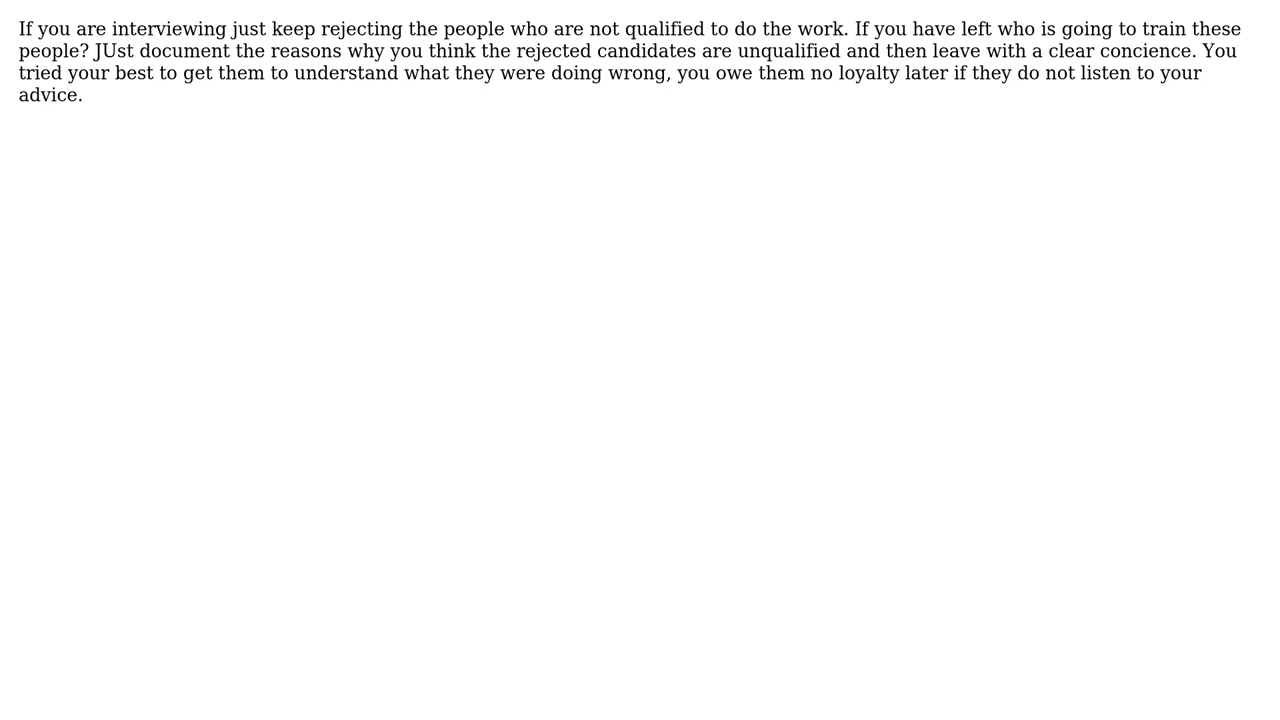 If you are interviewing just keep rejecting the people who are not qualified to do the work. If you have left who is going to train these
people? JUst document the reasons why you think the rejected candidates are unqualified and then leave with a clear concience. You
tried your best to get them to understand what they were doing wrong, you owe them no loyalty later if they do not listen to your
advice.